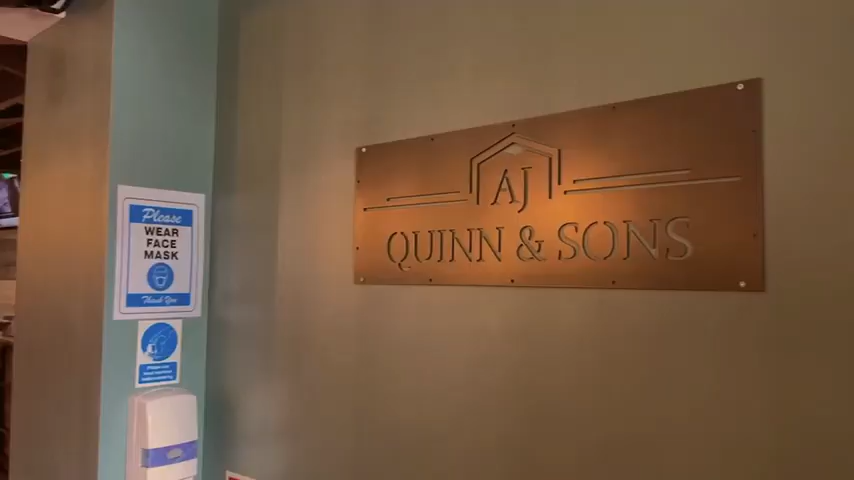 Please
WEAR
FACE
MASK
Thank You
AJ
QUINN & SONS